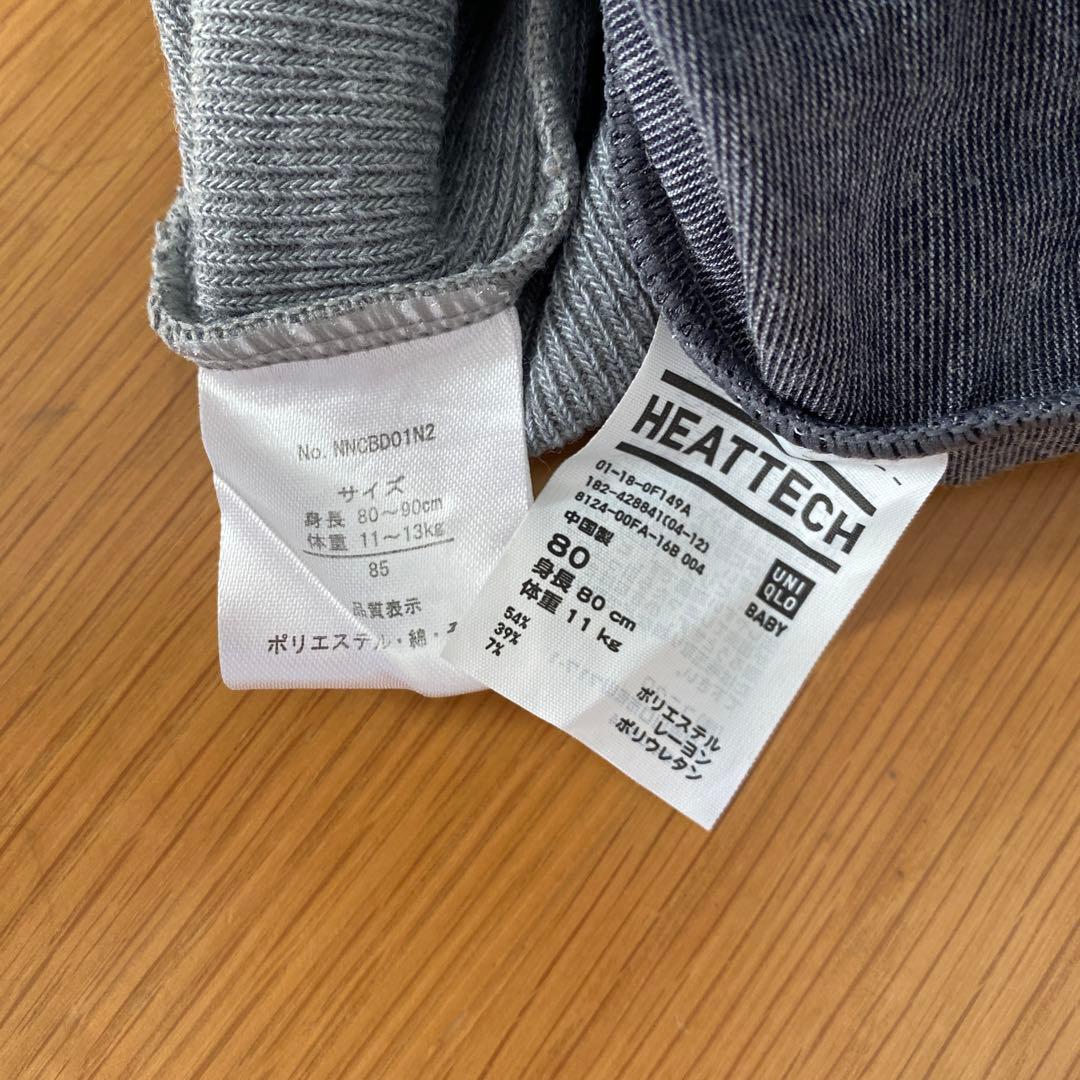 No. NNCBD01N2
サイズ
身長 80～90cm
体重 11～13kg
85
品質表示
ポリエステル・綿・
HEATTECH
01-18-0F149A
182-428841(04-12)
8124-00FA-16B 004
中国製
80
身長 80 cm
体重 11 kg
UNI
QLO
BABY
54%
39%
7%
ポリエステル
レーヨン
ポリウレタン